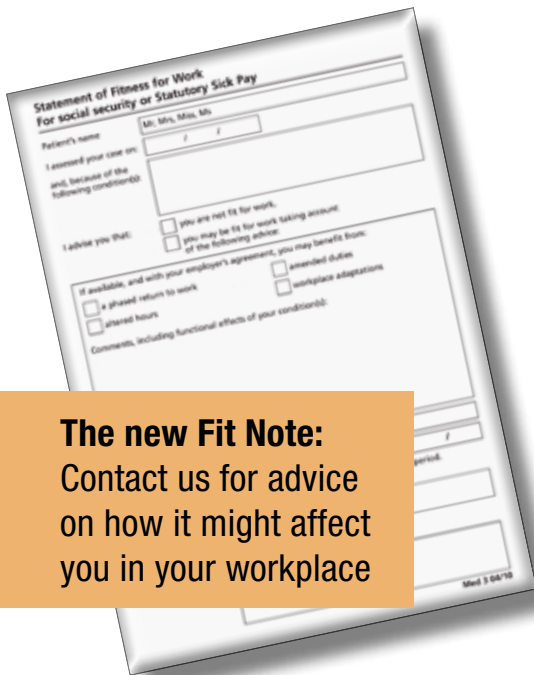 Statement of Fitness for Work
For social security or Statutory Sick Pay
Patient's name
Mr, Mrs, Miss, Ms
I assessed your case on:
/ /
and, because of the
following condition(s):
I advise you that:
you are not fit for work.
you may be fit for work taking account
of the following advice:
If available, and with your employer's agreement, you may benefit from:
a phased return to work
amended duties
altered hours
workplace adaptations
Comments, including functional effects of your condition(s):
/
period.
The new Fit Note:
Contact us for advice
on how it might affect
you in your workplace
Med 3 04/10